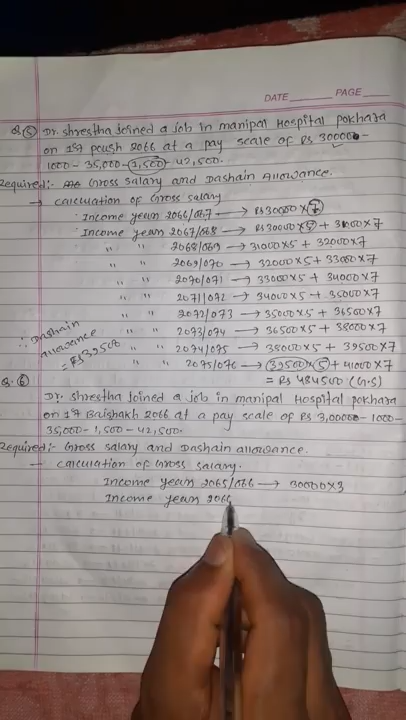 DATE______ PAGE____
Q.⑤ Dr. Shrestha joined a job in manipal Hospital pokhara
on 1st poush 2066 at a pay scale of Rs 30000-
1000 - 35,000 - 1,500 - 42,500.
Required:- Gross salary and Dashain Allowance.
→ calculation of Gross salary
Income year 2066/067 → Rs 30000 × 7
Income year 2067/068 → Rs 30000 × 5 + 31000 × 7
" " 2068/069 → 31000 × 5 + 32000 × 7
" " 2069/070 → 32000 × 5 + 33000 × 7
" " 2070/071 → 33000 × 5 + 34000 × 7
" " 2071/072 → 34000 × 5 + 35000 × 7
" " 2072/073 → 35000 × 5 + 36500 × 7
∴ Dashain allowance = Rs 39500
" " 2073/074 → 36500 × 5 + 38000 × 7
" " 2074/075 → 38000 × 5 + 39500 × 7
" " 2075/076 → 39500 × 5 + 41000 × 7
= Rs 484500 (G.S)
Q.⑥
Dr. Shrestha joined a job in manipal Hospital pokhara
on 1st Baishakh 2066 at a pay scale of Rs 3,0000 - 1000 -
35,000 - 1,500 - 42,500.
Required:- Gross salary and Dashain allowance.
→ calculation of Gross salary.
Income year 2065/066 → 30000 × 3
Income year 2066